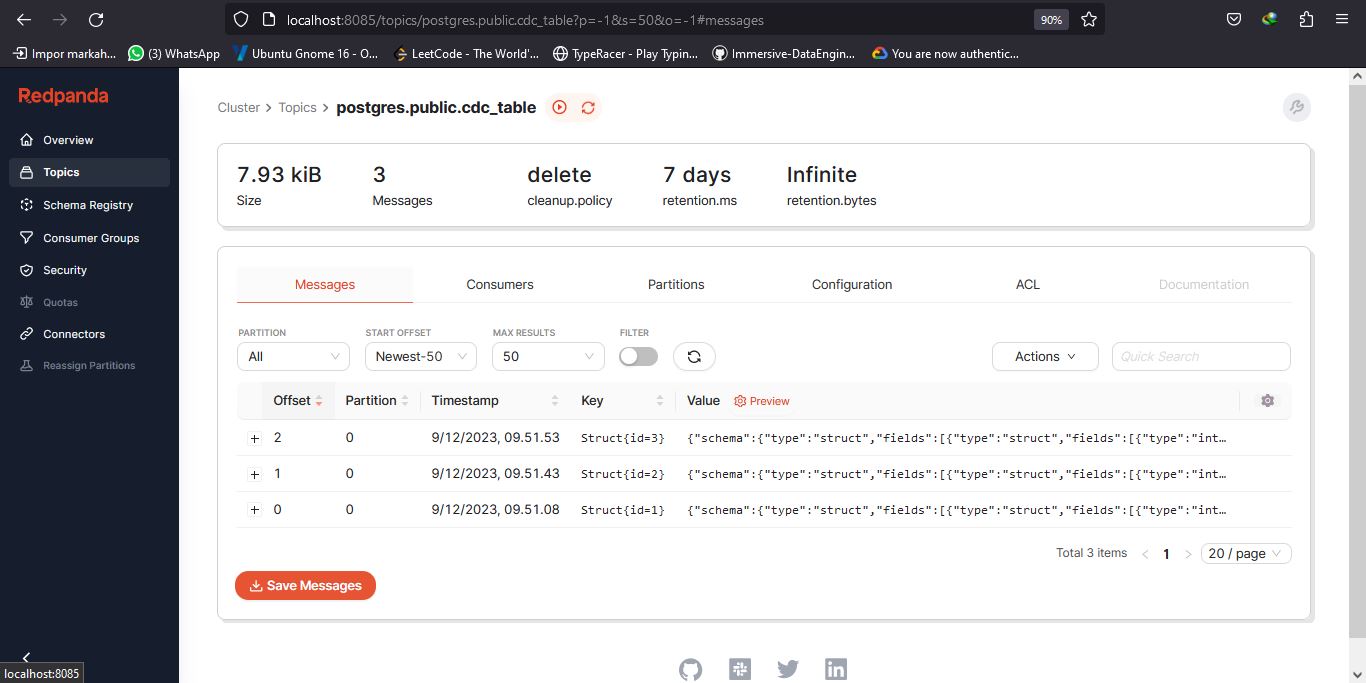 localhost:8085/topics/postgres.public.cdc_table?p=-1&s=50&o=-1#messages
90%
Impor markah...
(3) WhatsApp
Ubuntu Gnome 16 - O...
LeetCode - The World'...
TypeRacer - Play Typin...
Immersive-DataEngin...
You are now authentic...
Redpanda
Overview
Topics
Schema Registry
Consumer Groups
Security
Quotas
Connectors
Reassign Partitions
localhost:8085
Cluster > Topics > postgres.public.cdc_table
7.93 kiB
Size
3
Messages
delete
cleanup.policy
7 days
retention.ms
Infinite
retention.bytes
Messages Consumers Partitions Configuration ACL Documentation
PARTITION START OFFSET MAX RESULTS FILTER
All Newest-50 50 Actions Quick Search
Offset Partition Timestamp Key Value Preview
+ 2 0 9/12/2023, 09.51.53 Struct{id=3} {"schema":{"type":"struct","fields":[{"type":"struct","fields":[{"type":"int…
+ 1 0 9/12/2023, 09.51.43 Struct{id=2} {"schema":{"type":"struct","fields":[{"type":"struct","fields":[{"type":"int…
+ 0 0 9/12/2023, 09.51.08 Struct{id=1} {"schema":{"type":"struct","fields":[{"type":"struct","fields":[{"type":"int…
Total 3 items < 1 > 20 / page
Save Messages